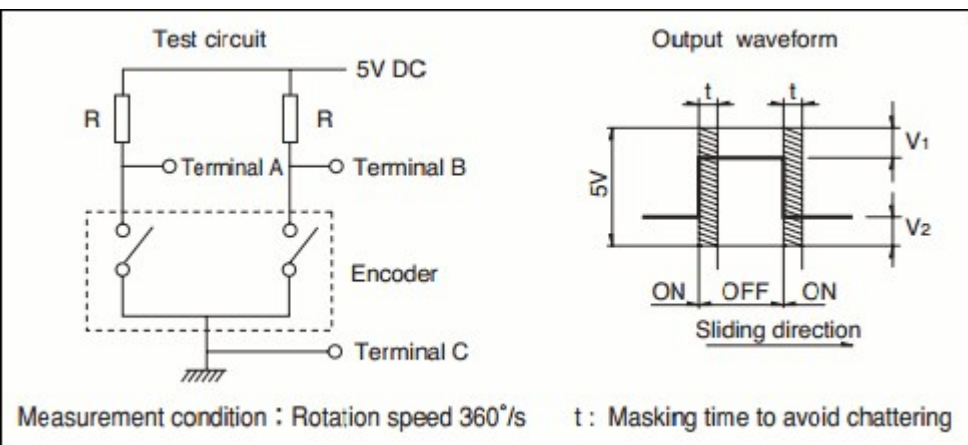 Test circuit
5V DC
R
R
Terminal A
Terminal B
Encoder
Terminal C
Output waveform
t
t
V1
5V
V2
ON
OFF
ON
Sliding direction
Measurement condition : Rotation speed 360°/s
t : Masking time to avoid chattering